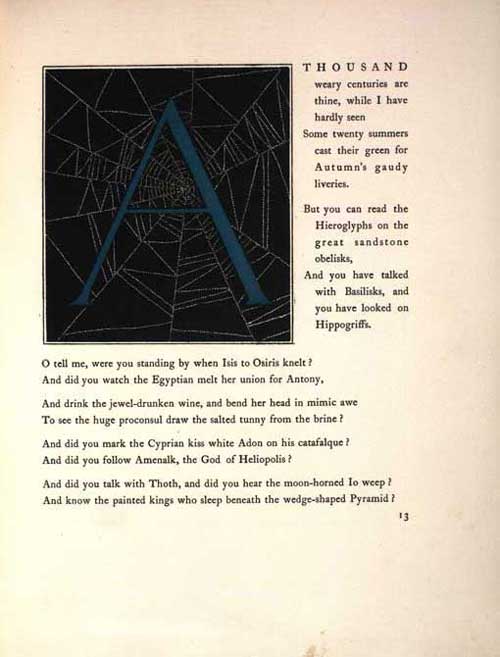 A
THOUSAND
weary centuries are
thine, while I have
hardly seen
Some twenty summers
cast their green for
Autumn's gaudy
liveries.
But you can read the
Hieroglyphs on the
great sandstone
obelisks,
And you have talked
with Basilisks, and
you have looked on
Hippogriffs.
O tell me, were you standing by when Isis to Osiris knelt?
And did you watch the Egyptian melt her union for Antony,
And drink the jewel-drunken wine, and bend her head in mimic awe
To see the huge proconsul draw the salted tunny from the brine?
And did you mark the Cyprian kiss white Adon on his catafalque?
And did you follow Amenalk, the God of Heliopolis?
And did you talk with Thoth, and did you hear the moon-horned Io weep?
And know the painted kings who sleep beneath the wedge-shaped Pyramid?
13